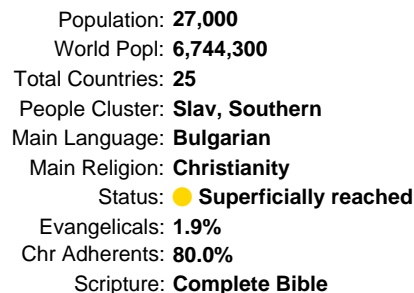 Population: 27,000
World Popl: 6,744,300
Total Countries: 25
People Cluster: Slav, Southern
Main Language: Bulgarian
Main Religion: Christianity
Status: Superficially reached
Evangelicals: 1.9%
Chr Adherents: 80.0%
Scripture: Complete Bible